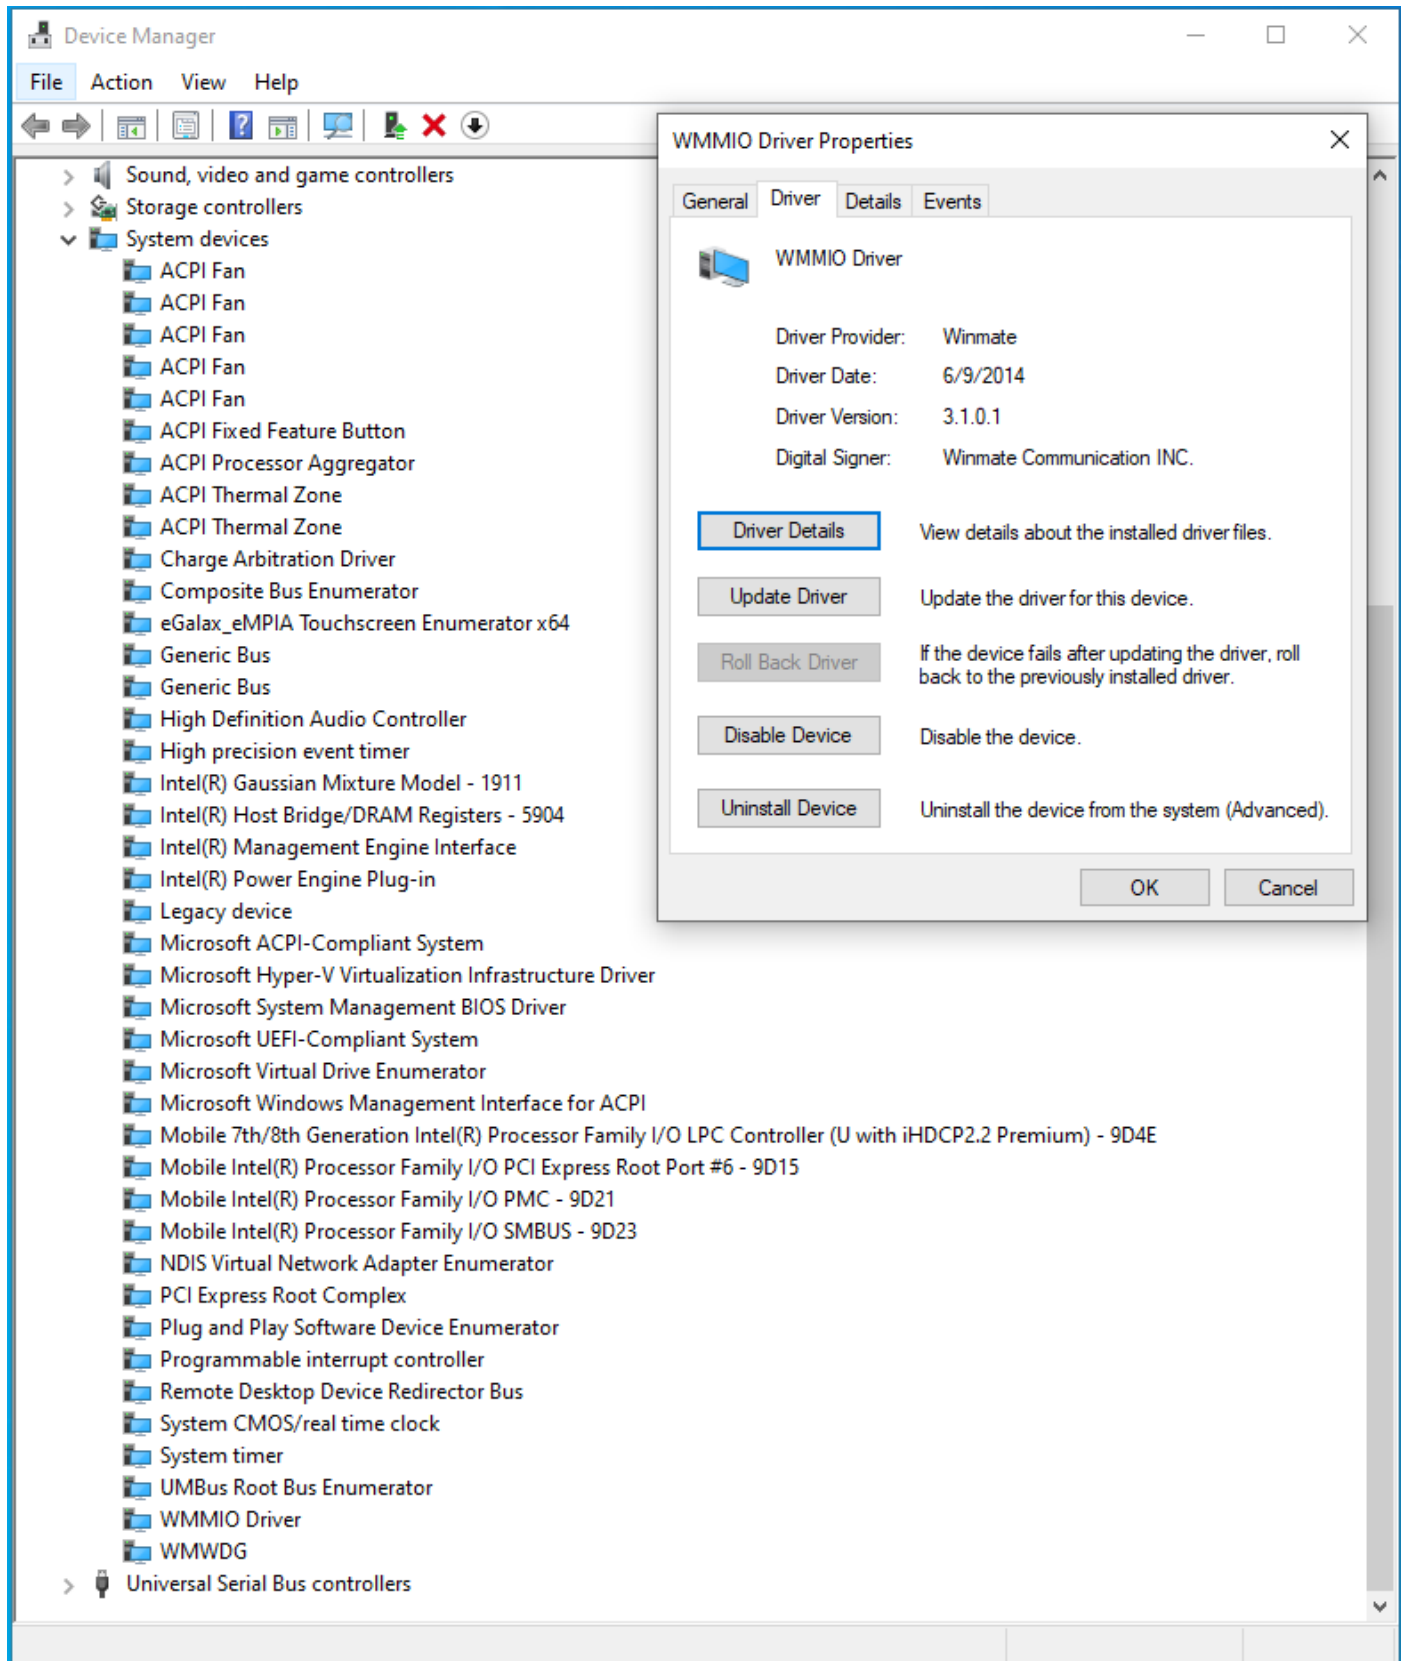 Device Manager
File Action View Help
Sound, video and game controllers
Storage controllers
System devices
ACPI Fan
ACPI Fan
ACPI Fan
ACPI Fan
ACPI Fan
ACPI Fixed Feature Button
ACPI Processor Aggregator
ACPI Thermal Zone
ACPI Thermal Zone
Charge Arbitration Driver
Composite Bus Enumerator
eGalax_eMPIA Touchscreen Enumerator x64
Generic Bus
Generic Bus
High Definition Audio Controller
High precision event timer
Intel(R) Gaussian Mixture Model - 1911
Intel(R) Host Bridge/DRAM Registers - 5904
Intel(R) Management Engine Interface
Intel(R) Power Engine Plug-in
Legacy device
Microsoft ACPI-Compliant System
Microsoft Hyper-V Virtualization Infrastructure Driver
Microsoft System Management BIOS Driver
Microsoft UEFI-Compliant System
Microsoft Virtual Drive Enumerator
Microsoft Windows Management Interface for ACPI
Mobile 7th/8th Generation Intel(R) Processor Family I/O LPC Controller (U with iHDCP2.2 Premium) - 9D4E
Mobile Intel(R) Processor Family I/O PCI Express Root Port #6 - 9D15
Mobile Intel(R) Processor Family I/O PMC - 9D21
Mobile Intel(R) Processor Family I/O SMBUS - 9D23
NDIS Virtual Network Adapter Enumerator
PCI Express Root Complex
Plug and Play Software Device Enumerator
Programmable interrupt controller
Remote Desktop Device Redirector Bus
System CMOS/real time clock
System timer
UMBus Root Bus Enumerator
WMMIO Driver
WMWDG
Universal Serial Bus controllers
WMMIO Driver Properties
General Driver Details Events
WMMIO Driver
Driver Provider: Winmate
Driver Date: 6/9/2014
Driver Version: 3.1.0.1
Digital Signer: Winmate Communication INC.
Driver Details View details about the installed driver files.
Update Driver Update the driver for this device.
Roll Back Driver If the device fails after updating the driver, roll
back to the previously installed driver.
Disable Device Disable the device.
Uninstall Device Uninstall the device from the system (Advanced).
OK Cancel